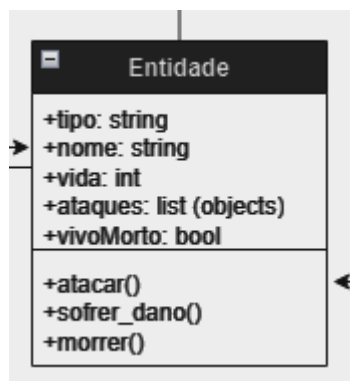 Entidade
+tipo: string
+nome: string
+vida: int
+ataques: list (objects)
+vivoMorto: bool
+atacar()
+sofrer_dano()
+morrer()